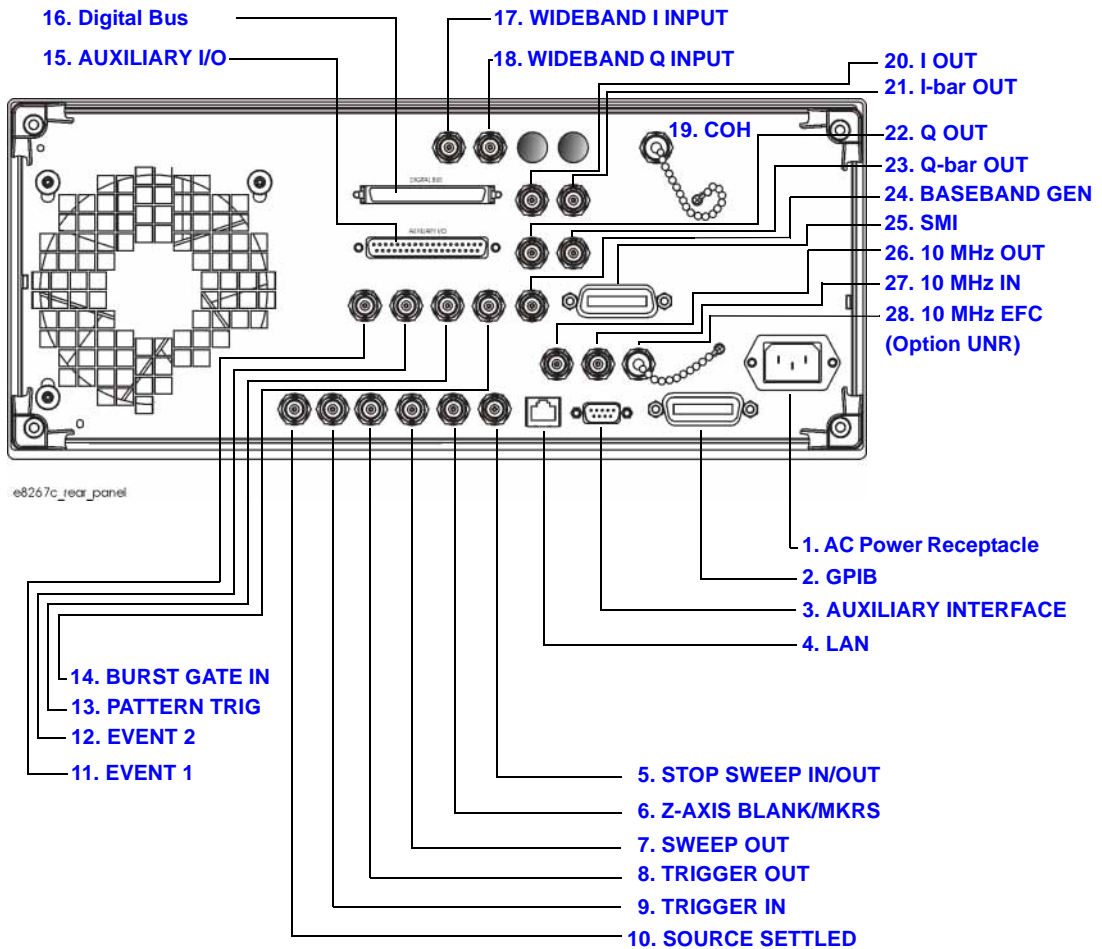 16. Digital Bus
17. WIDEBAND I INPUT
15. AUXILIARY I/O
18. WIDEBAND Q INPUT
20. I OUT
21. I-bar OUT
19. COH
22. Q OUT
23. Q-bar OUT
24. BASEBAND GEN
25. SMI
26. 10 MHz OUT
27. 10 MHz IN
28. 10 MHz EFC
(Option UNR)
DIGITAL BUS
AUXILIARY I/O
e8267c_rear_panel
1. AC Power Receptacle
2. GPIB
3. AUXILIARY INTERFACE
4. LAN
14. BURST GATE IN
13. PATTERN TRIG
12. EVENT 2
11. EVENT 1
5. STOP SWEEP IN/OUT
6. Z-AXIS BLANK/MKRS
7. SWEEP OUT
8. TRIGGER OUT
9. TRIGGER IN
10. SOURCE SETTLED